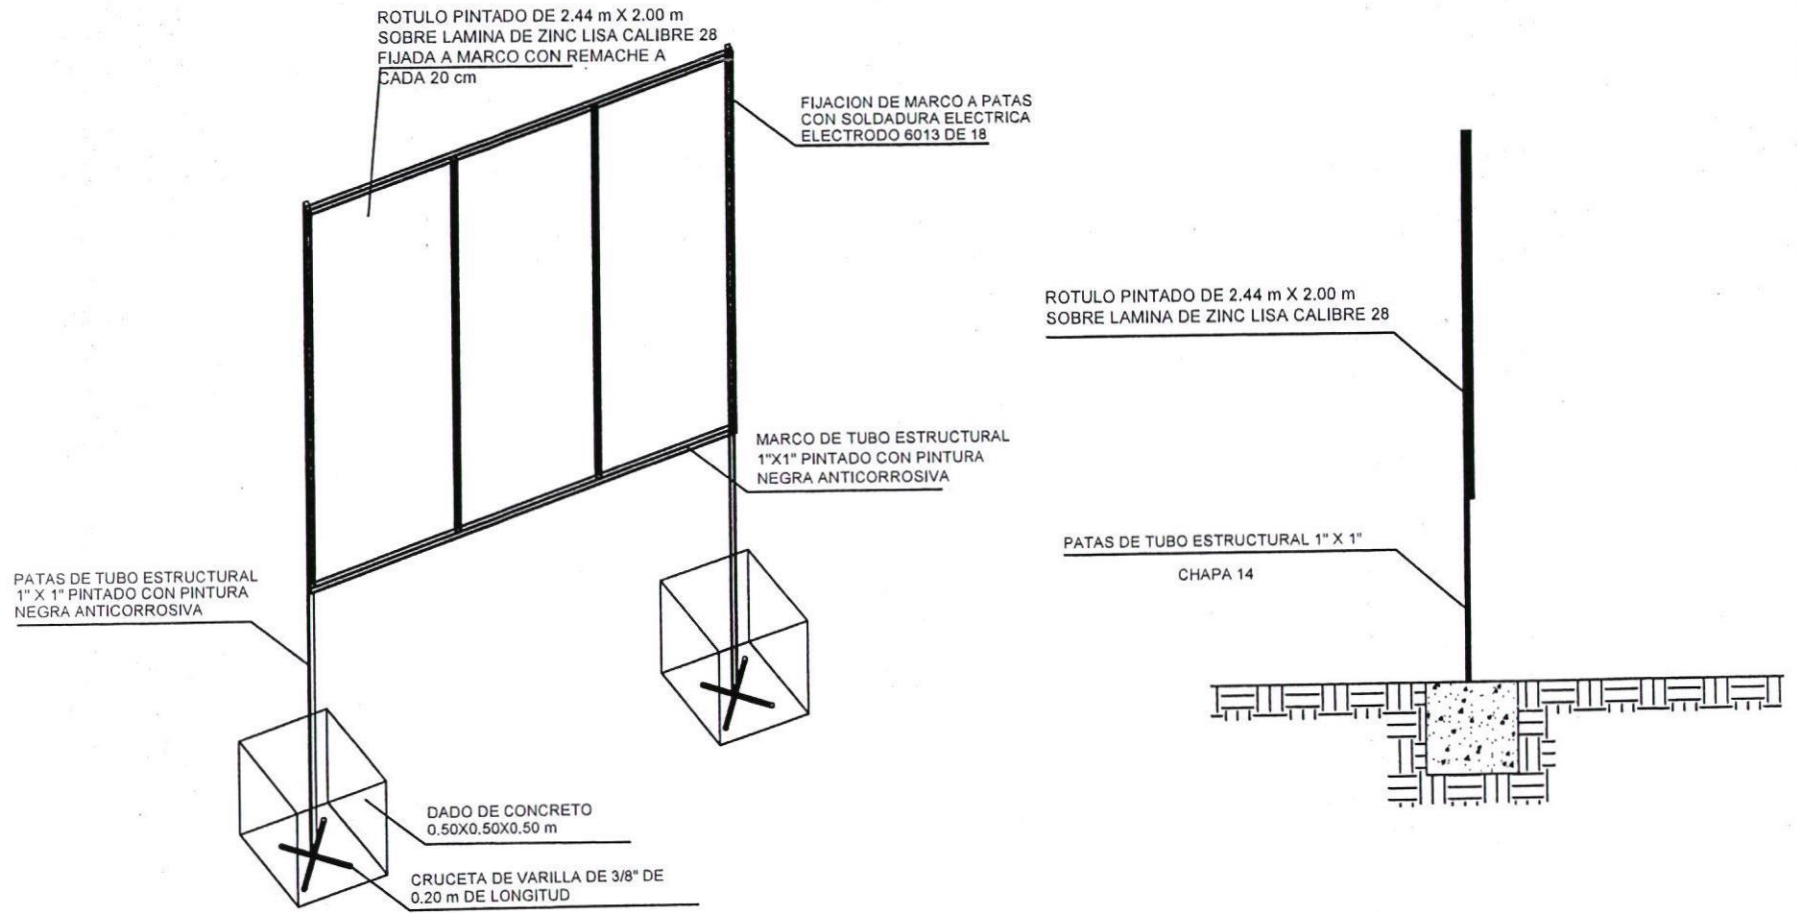 ROTULO PINTADO DE 2.44 m X 2.00 m
SOBRE LAMINA DE ZINC LISA CALIBRE 28
FIJADA A MARCO CON REMACHE A
CADA 20 cm
FIJACION DE MARCO A PATAS
CON SOLDADURA ELECTRICA
ELECTRODO 6013 DE 18
ROTULO PINTADO DE 2.44 m X 2.00 m
SOBRE LAMINA DE ZINC LISA CALIBRE 28
MARCO DE TUBO ESTRUCTURAL
1"X1" PINTADO CON PINTURA
NEGRA ANTICORROSIVA
PATAS DE TUBO ESTRUCTURAL 1" X 1"
CHAPA 14
PATAS DE TUBO ESTRUCTURAL
1" X 1" PINTADO CON PINTURA
NEGRA ANTICORROSIVA
DADO DE CONCRETO
0.50X0.50X0.50 m
CRUCETA DE VARILLA DE 3/8" DE
0.20 m DE LONGITUD